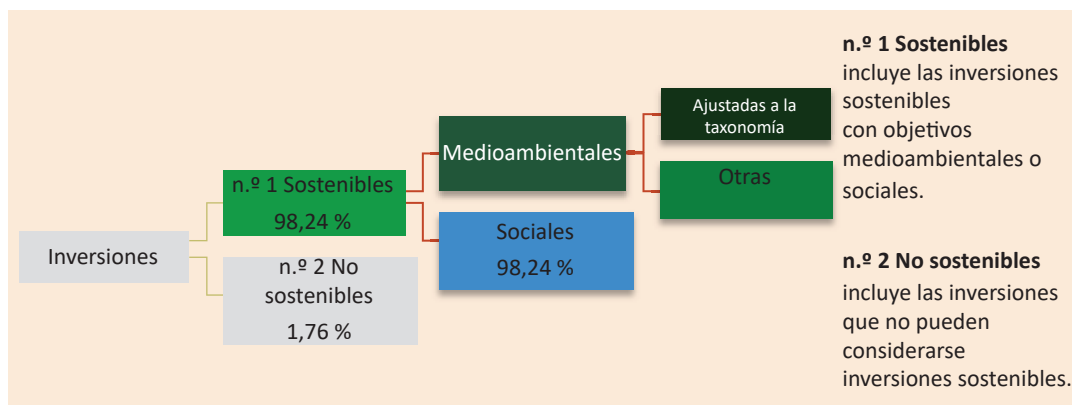 Inversiones
n.º 1 Sostenibles
98,24 %
n.º 2 No
sostenibles
1,76 %
Medioambientales
Sociales
98,24 %
Ajustadas a la
taxonomía
Otras
n.º 1 Sostenibles
incluye las inversiones
sostenibles
con objetivos
medioambientales o
sociales.
n.º 2 No sostenibles
incluye las inversiones
que no pueden
considerarse
inversiones sostenibles.